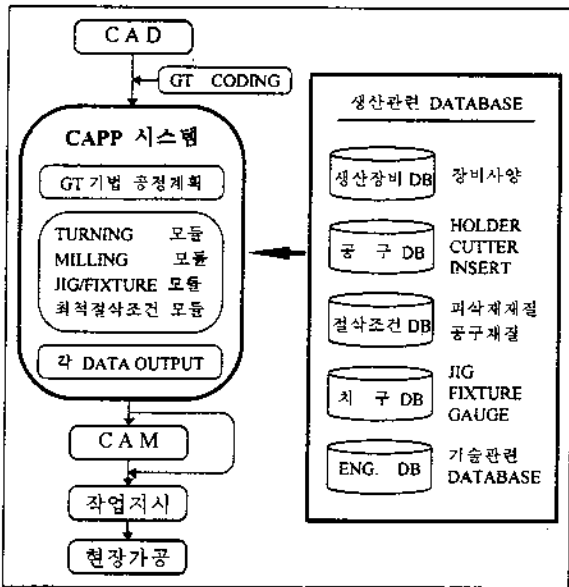 CAD
GT CODING
CAPP 시스템
GT 기법 공정계획
TURNING 모듈
MILLING 모듈
JIG/FIXTURE 모듈
최적절삭조건 모듈
각 DATA OUTPUT
CAM
작업지시
현장가공
생산관련 DATABASE
생산장비 DB
장비사양
공 구 DB
HOLDER
CUTTER
INSERT
절삭조건 DB
피삭재재질
공구재질
치 구 DB
JIG
FIXTURE
GAUGE
ENG. DB
기술관련
DATABASE